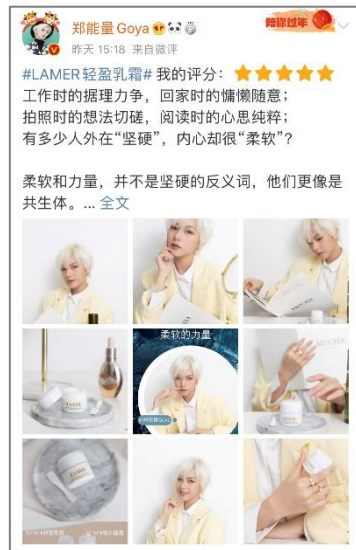 郑能量Goya
陪你过年
昨天 15:18 来自微评
#LAMER轻盈乳霜# 我的评分：
工作时的据理力争，回家时的慵懒随意；
拍照时的想法切磋，阅读时的心思纯粹；
有多少人外在“坚硬”，内心却很“柔软”？
柔软和力量，并不是坚硬的反义词，他们更像是
共生体。... 全文
MUCHA
柔软的力量
MUCHA
LA MER